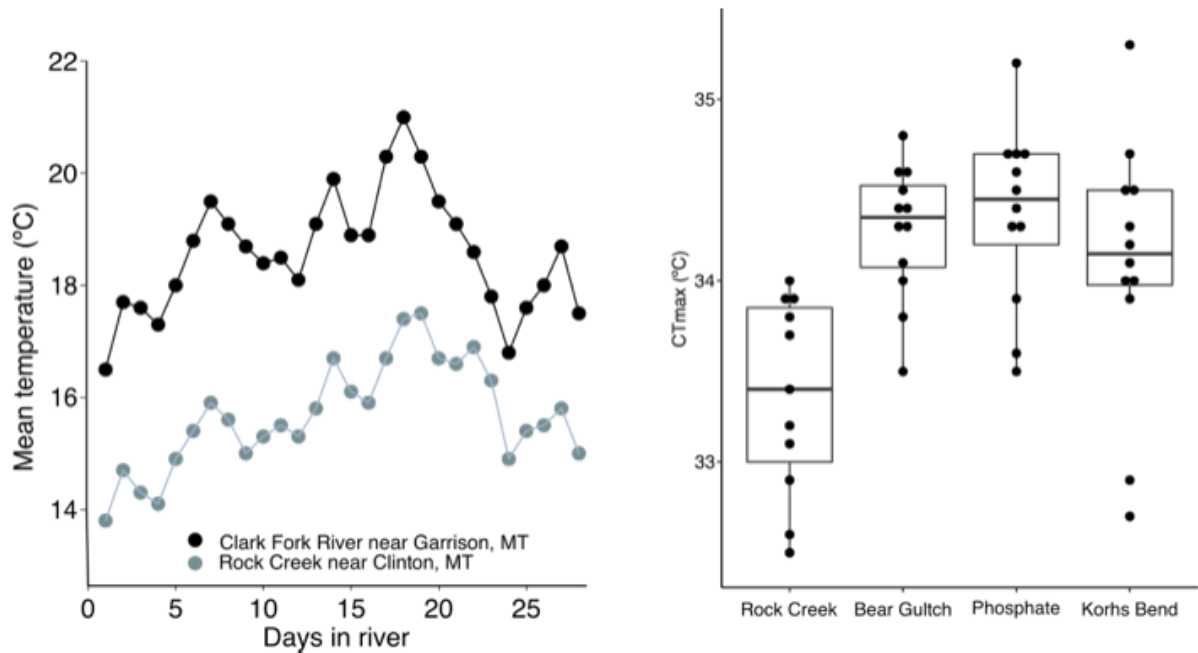 22
20
18
16
14
Mean temperature (ºC)
Clark Fork River near Garrison, MT
Rock Creek near Clinton, MT
0 5 10 15 20 25
Days in river
35
34
33
CTmax (ºC)
Rock Creek Bear Gultch Phosphate Korhs Bend